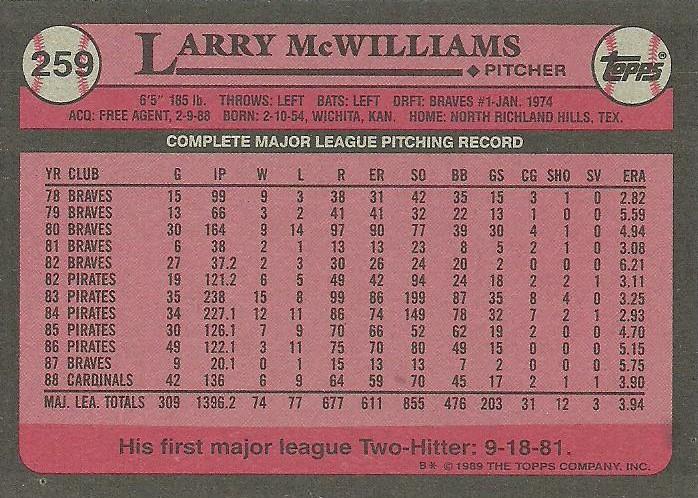 259
LARRY MCWILLIAMS
PITCHER
TOPPS®
6'5" 185 lb. THROWS: LEFT BATS: LEFT DRFT: BRAVES #1-JAN. 1974
ACQ: FREE AGENT, 2-9-88 BORN: 2-10-54, WICHITA, KAN. HOME: NORTH RICHLAND HILLS, TEX.
COMPLETE MAJOR LEAGUE PITCHING RECORD
YR CLUB G IP W L R ER SO BB GS CG SHO SV ERA
78 BRAVES 15 99 9 3 38 31 42 35 15 3 1 0 2.82
79 BRAVES 13 66 3 2 41 41 32 22 13 1 0 0 5.59
80 BRAVES 30 164 9 14 97 90 77 39 30 4 1 0 4.94
81 BRAVES 6 38 2 1 13 13 23 8 5 2 1 0 3.08
82 BRAVES 27 37.2 2 3 30 26 24 20 2 0 0 0 6.21
82 PIRATES 19 121.2 6 5 49 42 94 24 18 2 2 1 3.11
83 PIRATES 35 238 15 8 99 86 199 87 35 8 4 0 3.25
84 PIRATES 34 227.1 12 11 86 74 149 78 32 7 2 1 2.93
85 PIRATES 30 126.1 7 9 70 66 52 62 19 2 0 0 4.70
86 PIRATES 49 122.1 3 11 75 70 80 49 15 0 0 0 5.15
87 BRAVES 9 20.1 0 1 15 13 13 7 2 0 0 0 5.75
88 CARDINALS 42 136 6 9 64 59 70 45 17 2 1 1 3.90
MAJ. LEA. TOTALS 309 1396.2 74 77 677 611 855 476 203 31 12 3 3.94
His first major league Two-Hitter: 9-18-81.
B* © 1989 THE TOPPS COMPANY, INC.